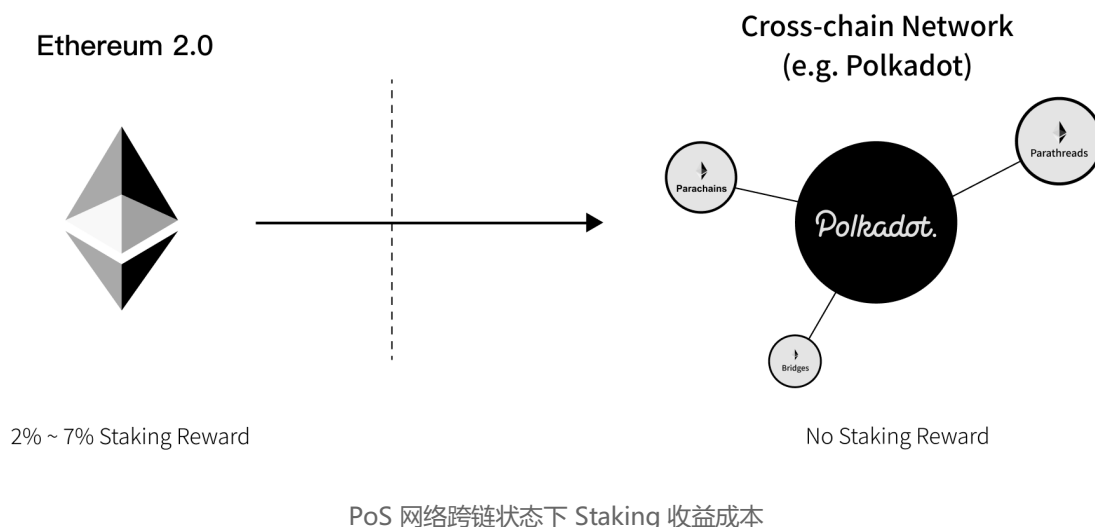 Ethereum 2.0
Cross-chain Network
(e.g. Polkadot)
Parachains
Parathreads
Polkadot.
Bridges
2% ~ 7% Staking Reward
No Staking Reward
PoS 网络跨链状态下 Staking 收益成本